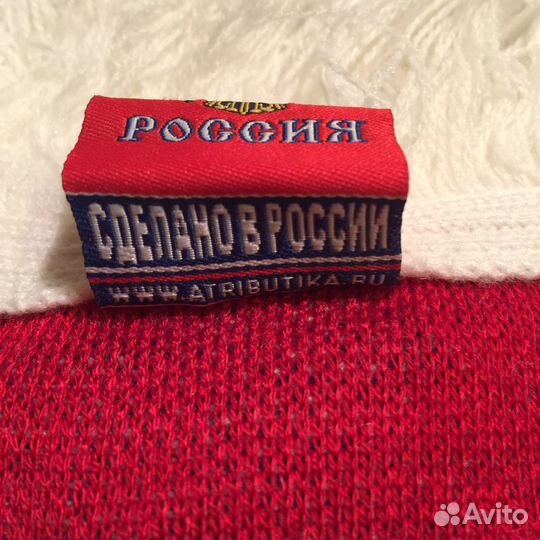 РОССИЯ
СДЕЛАНО В РОССИИ
WWW.ATRIBUTIKA.RU
Avito